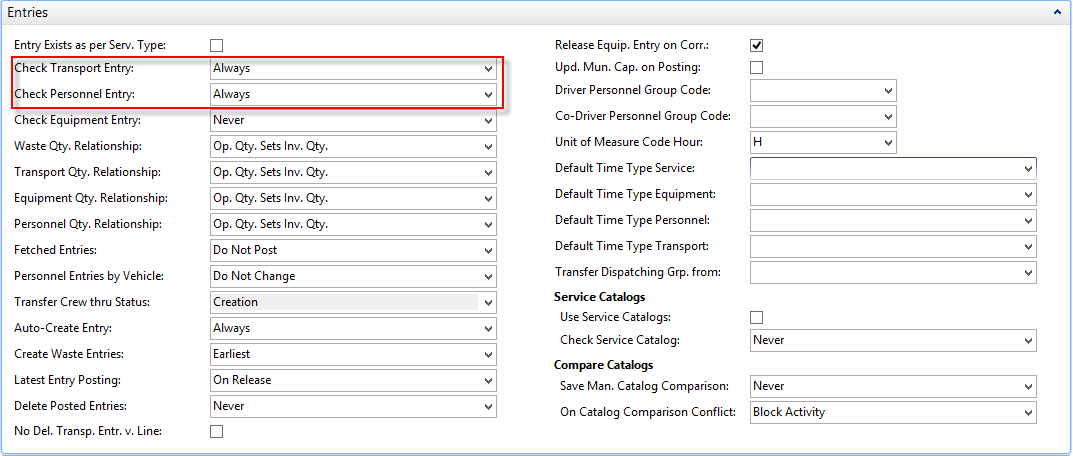 Entries
Entry Exists as per Serv. Type:
Check Transport Entry: Always
Check Personnel Entry: Always
Check Equipment Entry: Never
Waste Qty. Relationship: Op. Qty. Sets Inv. Qty.
Transport Qty. Relationship: Op. Qty. Sets Inv. Qty.
Equipment Qty. Relationship: Op. Qty. Sets Inv. Qty.
Personnel Qty. Relationship: Op. Qty. Sets Inv. Qty.
Fetched Entries: Do Not Post
Personnel Entries by Vehicle: Do Not Change
Transfer Crew thru Status: Creation
Auto-Create Entry: Always
Create Waste Entries: Earliest
Latest Entry Posting: On Release
Delete Posted Entries: Never
No Del. Transp. Entr. v. Line:
Release Equip. Entry on Corr.:
Upd. Mun. Cap. on Posting:
Driver Personnel Group Code:
Co-Driver Personnel Group Code:
Unit of Measure Code Hour: H
Default Time Type Service:
Default Time Type Equipment:
Default Time Type Personnel:
Default Time Type Transport:
Transfer Dispatching Grp. from:
Service Catalogs
Use Service Catalogs:
Check Service Catalog: Never
Compare Catalogs
Save Man. Catalog Comparison: Never
On Catalog Comparison Conflict: Block Activity